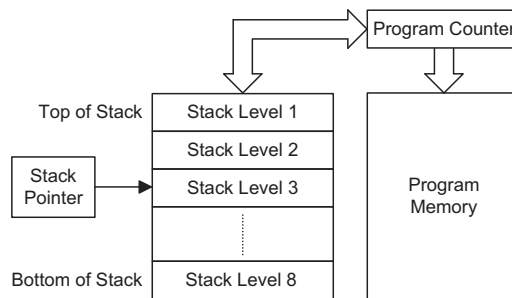 Program Counter
Top of Stack
Stack Level 1
Stack Level 2
Stack
Pointer
Stack Level 3
Program
Memory
Bottom of Stack
Stack Level 8